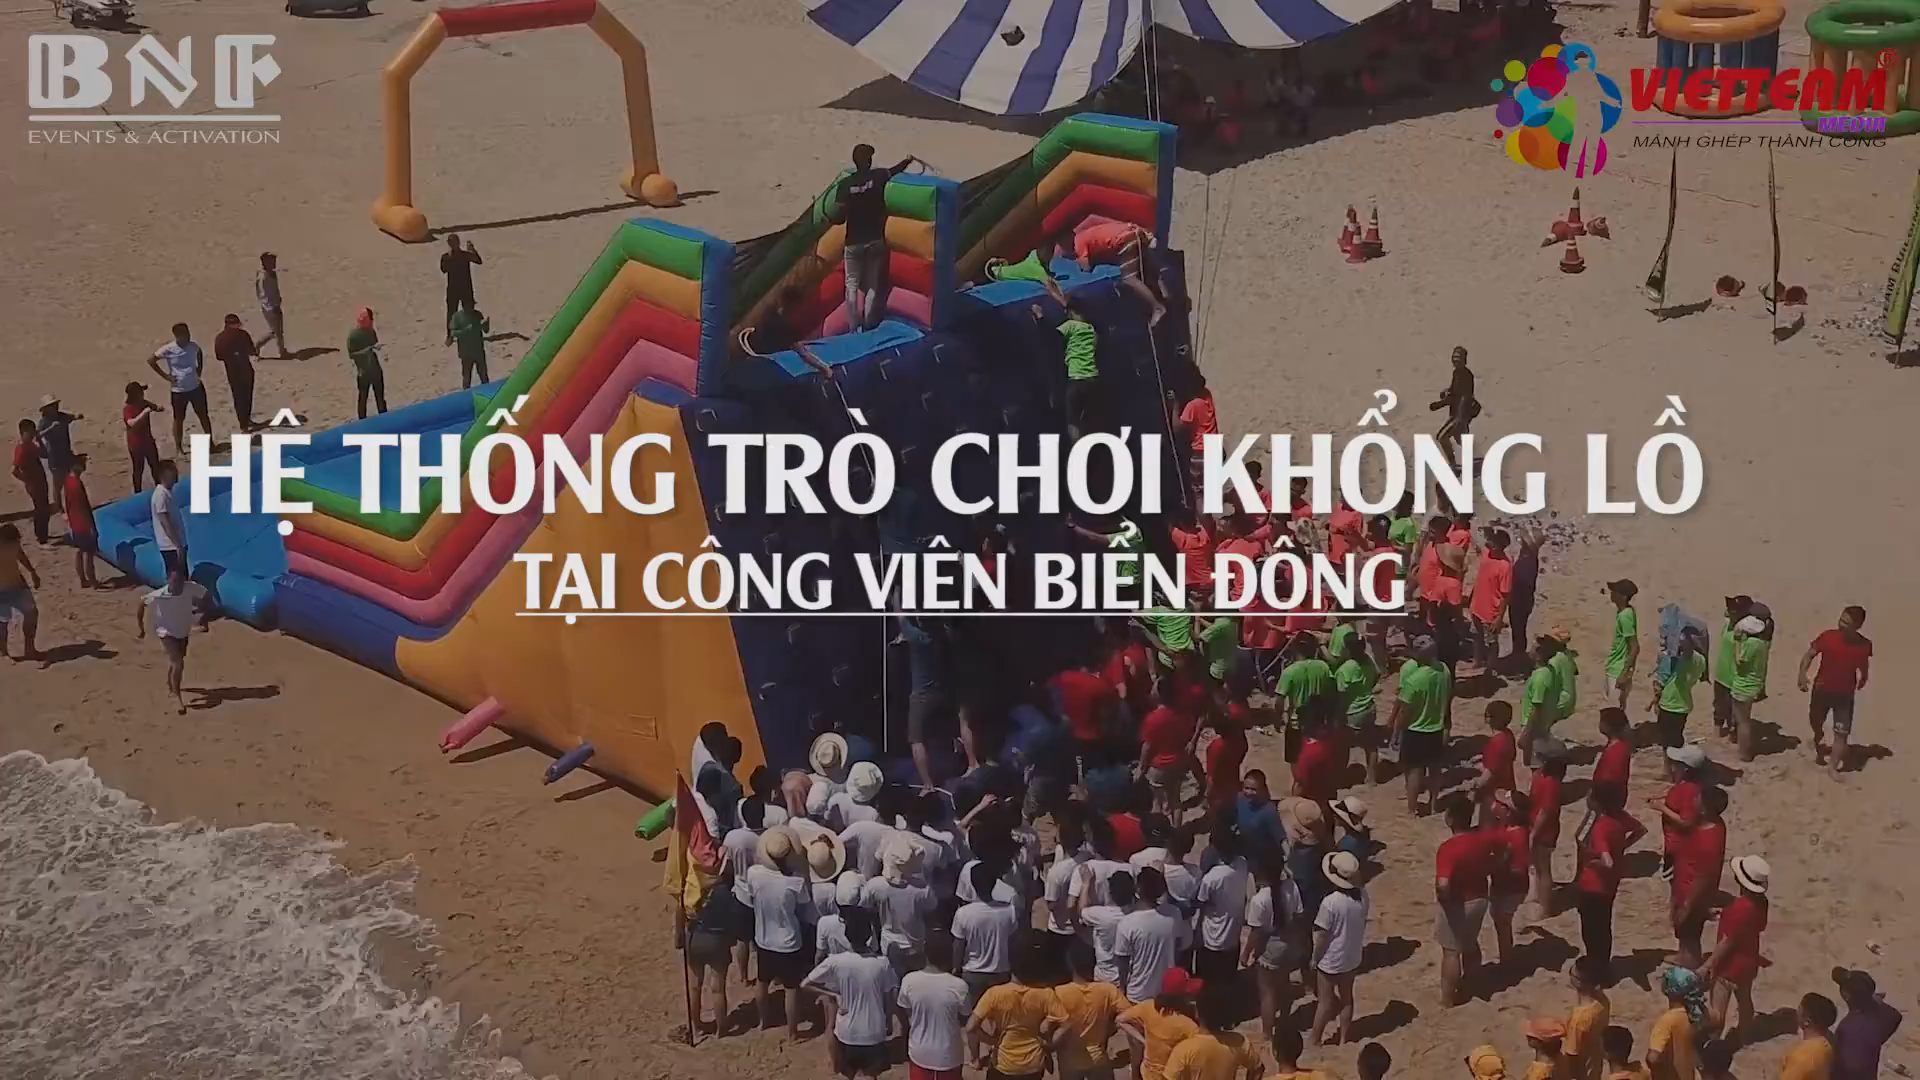 BNF
EVENTS & ACTIVATION
VIETTEAM®
MEDIA
MẢNH GHÉP THÀNH CÔNG
HỆ THỐNG TRÒ CHƠI KHỔNG LỒ
TẠI CÔNG VIÊN BIỂN ĐÔNG